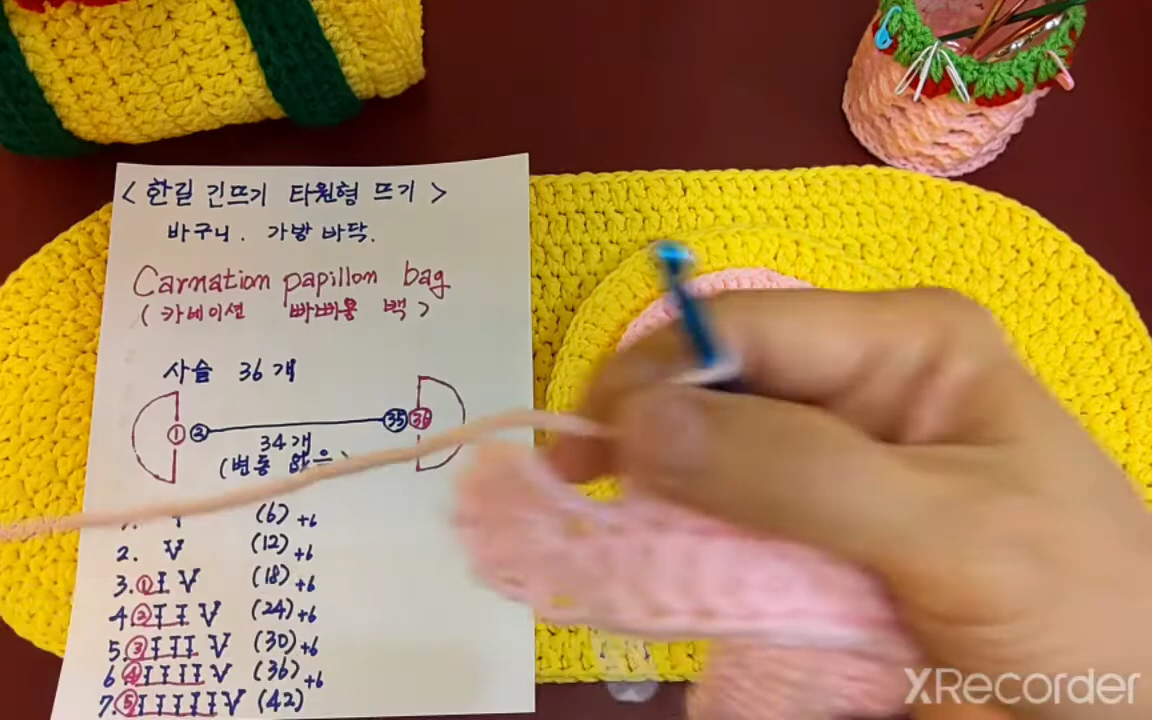 < 한길 긴뜨기 타원형 뜨기 >
바구니. 가방 바닥.
Carnation papillon bag
( 카네이션 빠삐용 백 )
사슬 36 개
① ② 35 36
34개
(변동 없음)
1. (6) +6
2. V (12) +6
3. ① I V (18) +6
4 ② I I V (24) +6
5 ③ I I I V (30) +6
6 ④ I I I I V (36) +6
7. ⑤ I I I I I V (42)
XRecorder